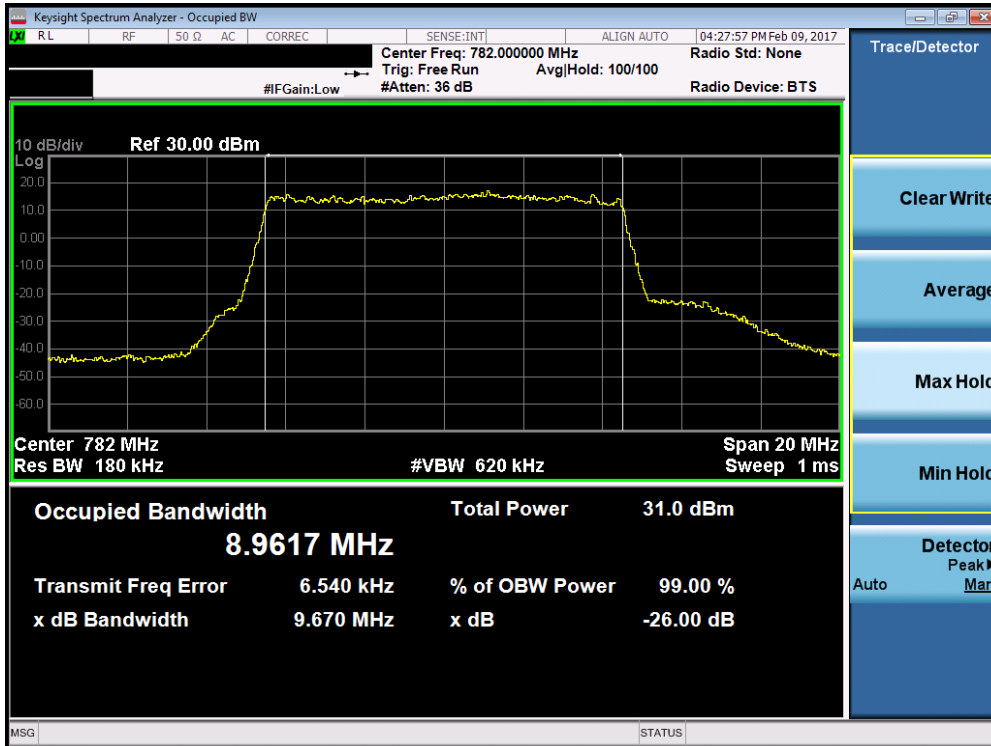 Keysight Spectrum Analyzer - Occupied BW
LXI RL RF 50 Ω AC CORREC SENSE:INT ALIGN AUTO 04:27:57 PM Feb 09, 2017
Center Freq: 782.000000 MHz Radio Std: None
Trig: Free Run Avg|Hold: 100/100
#IFGain:Low #Atten: 36 dB Radio Device: BTS
Trace/Detector
10 dB/div Ref 30.00 dBm
Log
20.0
10.0
0.00
-10.0
-20.0
-30.0
-40.0
-50.0
-60.0
Center 782 MHz Span 20 MHz
Res BW 180 kHz #VBW 620 kHz Sweep 1 ms
Occupied Bandwidth Total Power 31.0 dBm
8.9617 MHz
Transmit Freq Error 6.540 kHz % of OBW Power 99.00 %
x dB Bandwidth 9.670 MHz x dB -26.00 dB
Clear Write
Average
Max Hold
Min Hold
Detector
Peak
Auto Man
MSG STATUS